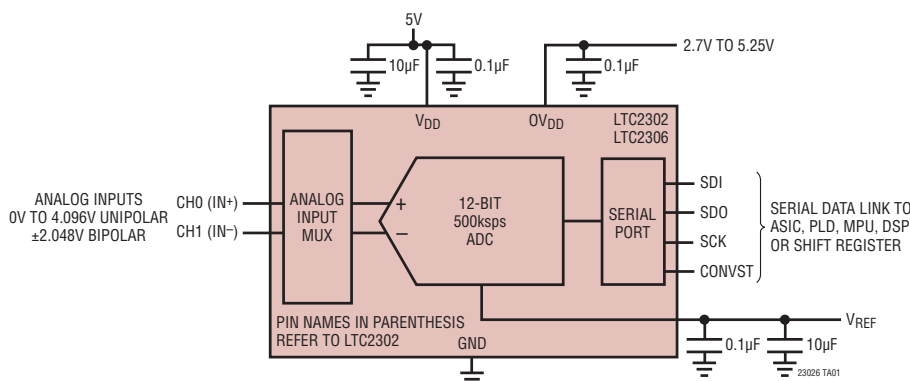 5V
10µF
0.1µF
0.1µF
2.7V TO 5.25V
VDD
OVDD
LTC2302
LTC2306
ANALOG INPUTS
0V TO 4.096V UNIPOLAR
±2.048V BIPOLAR
CH0 (IN+)
CH1 (IN−)
ANALOG
INPUT
MUX
+
−
12-BIT
500ksps
ADC
SERIAL
PORT
SDI
SDO
SCK
CONVST
SERIAL DATA LINK TO
ASIC, PLD, MPU, DSP
OR SHIFT REGISTER
PIN NAMES IN PARENTHESIS
REFER TO LTC2302
GND
VREF
0.1µF
10µF
23026 TA01